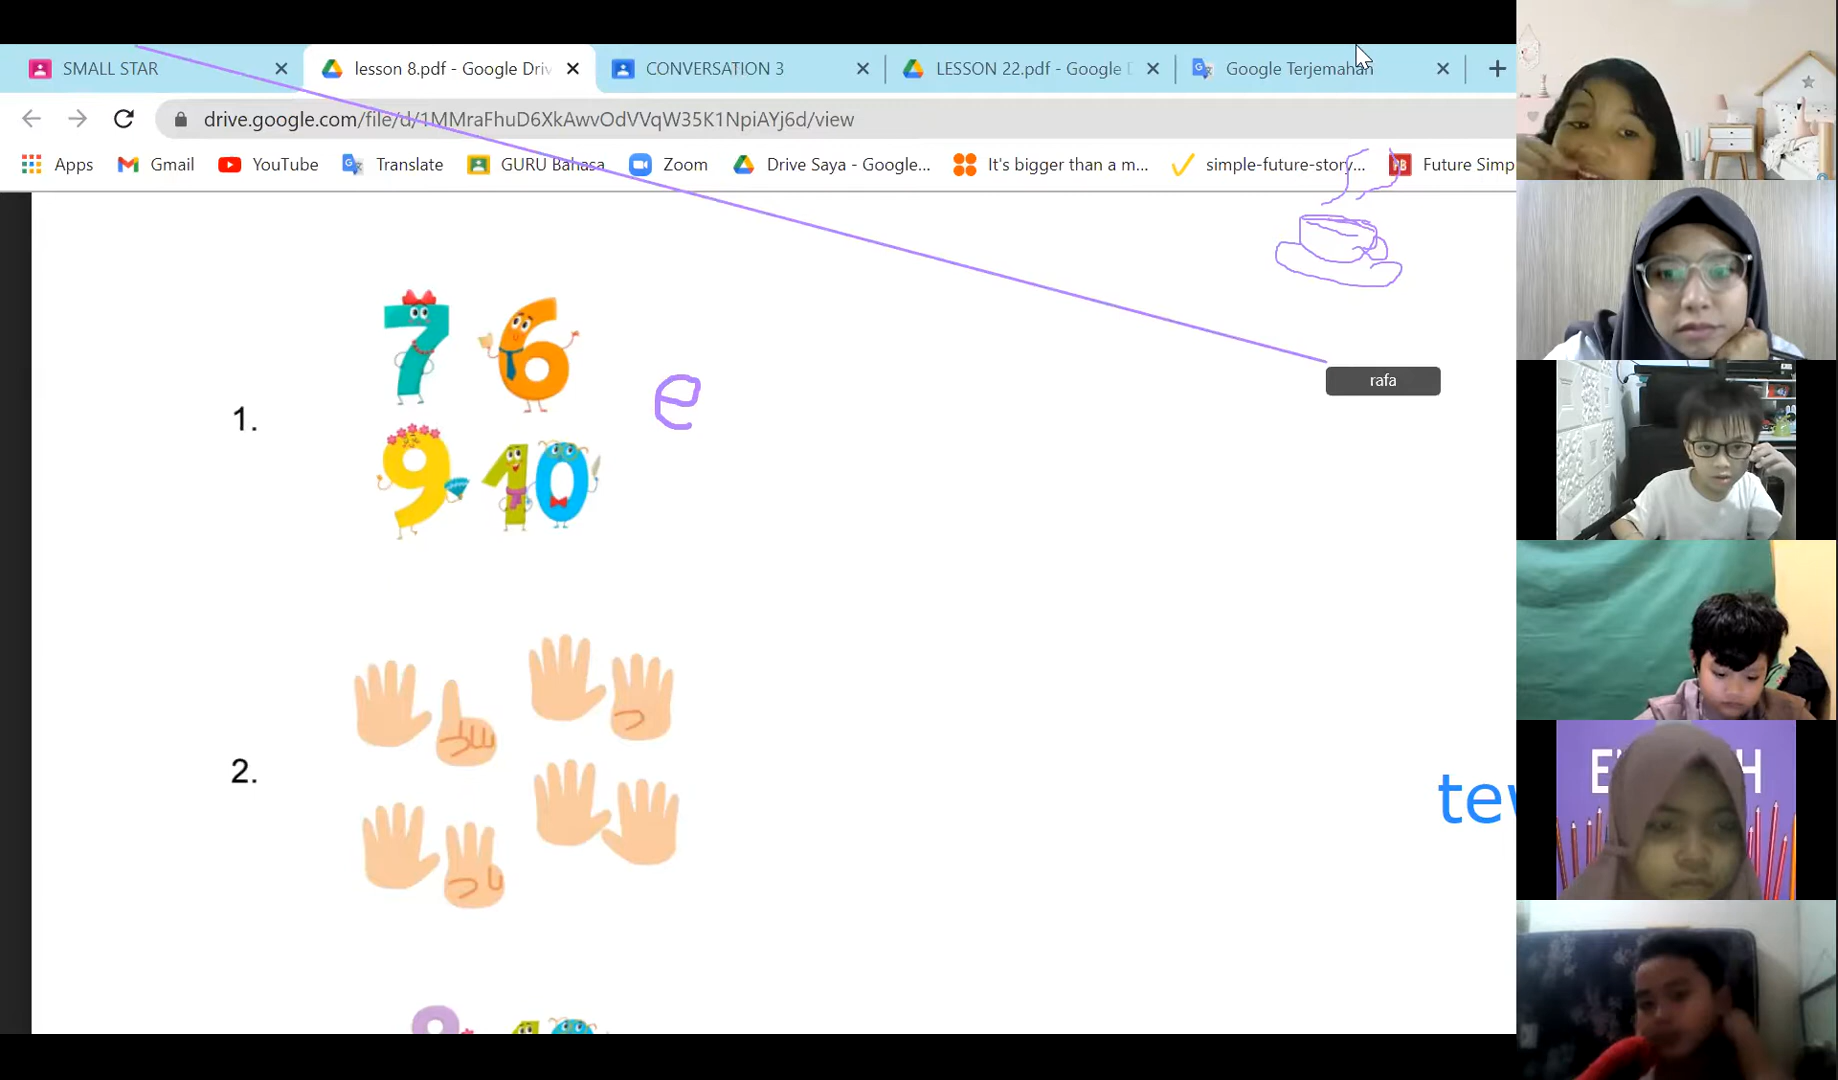 SMALL STAR
lesson 8.pdf - Google Driv
CONVERSATION 3
LESSON 22.pdf - Google D
Google Terjemahan
drive.google.com/file/d/1MMraFhuD6XkAwvOdVVqW35K1NpiAYj6d/view
Apps
Gmail
YouTube
Translate
GURU Bahasa
Zoom
Drive Saya - Google...
It's bigger than a m...
simple-future-story...
Future Simp
7 6
rafa
e
1.
9 10
2.
tew